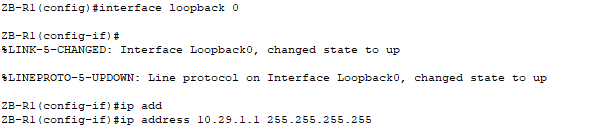 ZB-R1(config)#interface loopback 0
ZB-R1(config-if)#
%LINK-5-CHANGED: Interface Loopback0, changed state to up
%LINEPROTO-5-UPDOWN: Line protocol on Interface Loopback0, changed state to up
ZB-R1(config-if)#ip add
ZB-R1(config-if)#ip address 10.29.1.1 255.255.255.255